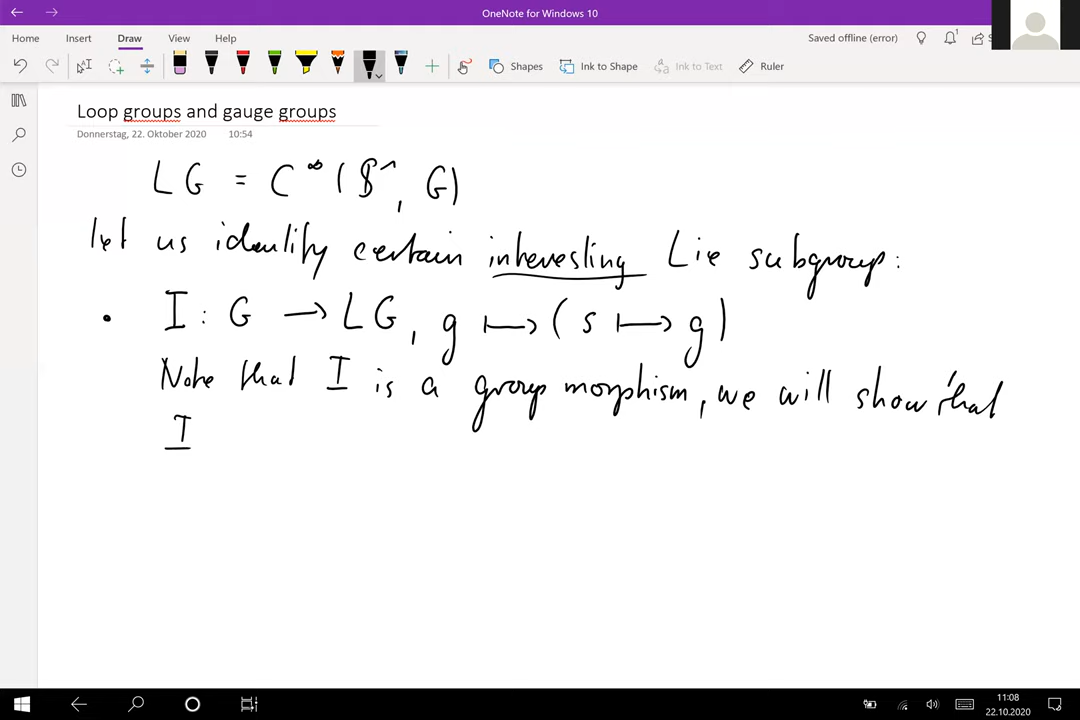 OneNote for Windows 10
Home Insert Draw View Help Saved offline (error)
Shapes Ink to Shape Ink to Text Ruler
Loop groups and gauge groups
Donnerstag, 22. Oktober 2020 10:54
LG = C^∞(𝕊^1, G)
let us identify certain interesting Lie subgroup:
• I: G → LG, g ↦ (s ↦ g)
Note that I is a group morphism, we will show that
I
11:08
22.10.2020